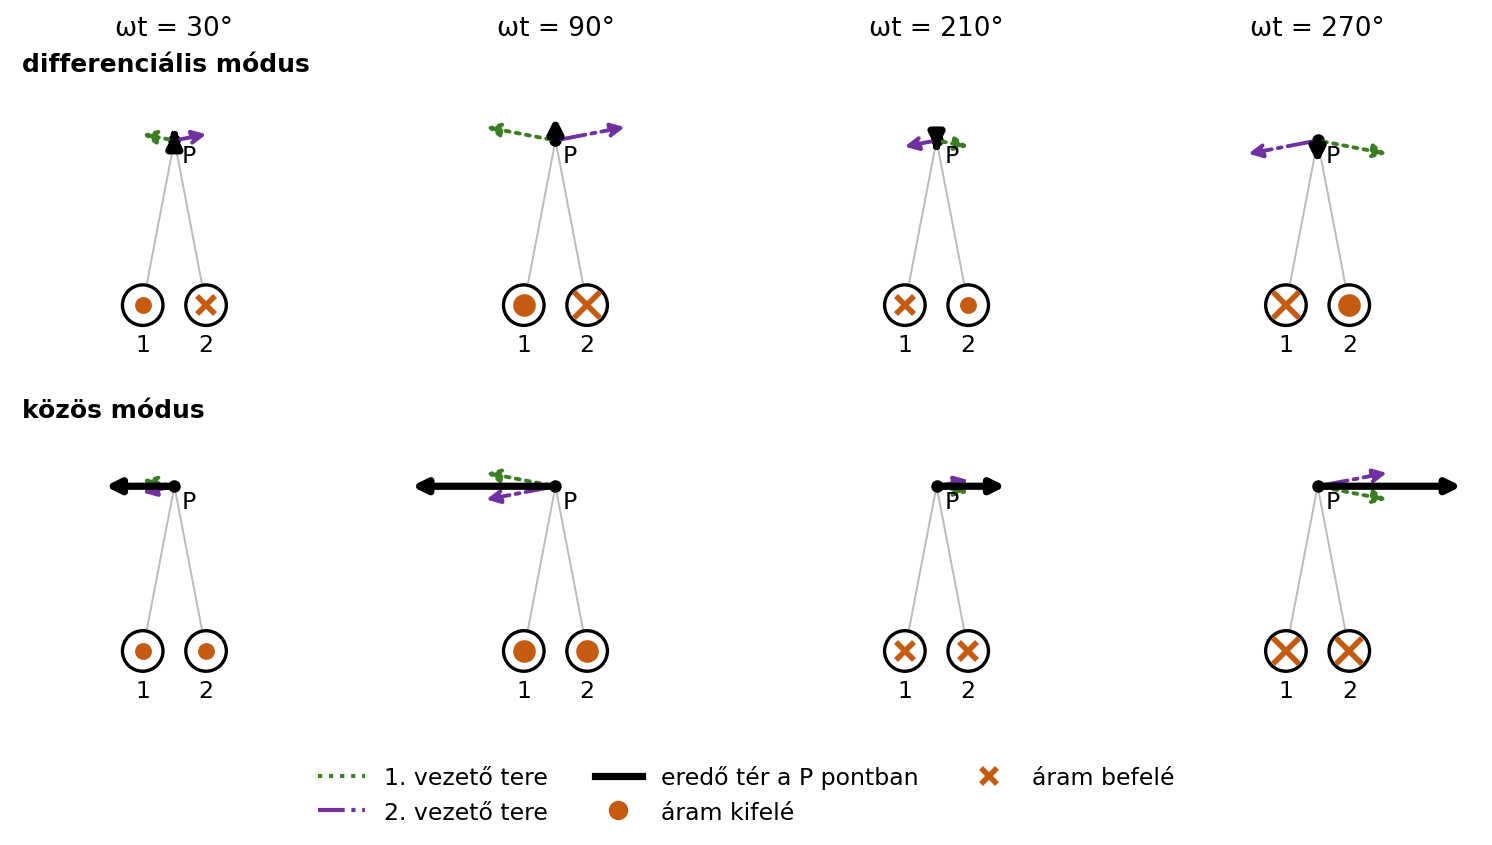 ωt = 30° ωt = 90° ωt = 210° ωt = 270°
differenciális módus
P P P P
1 2 1 2 1 2 1 2
közös módus
P P P P
1 2 1 2 1 2 1 2
1. vezető tere eredő tér a P pontban áram befelé
2. vezető tere áram kifelé